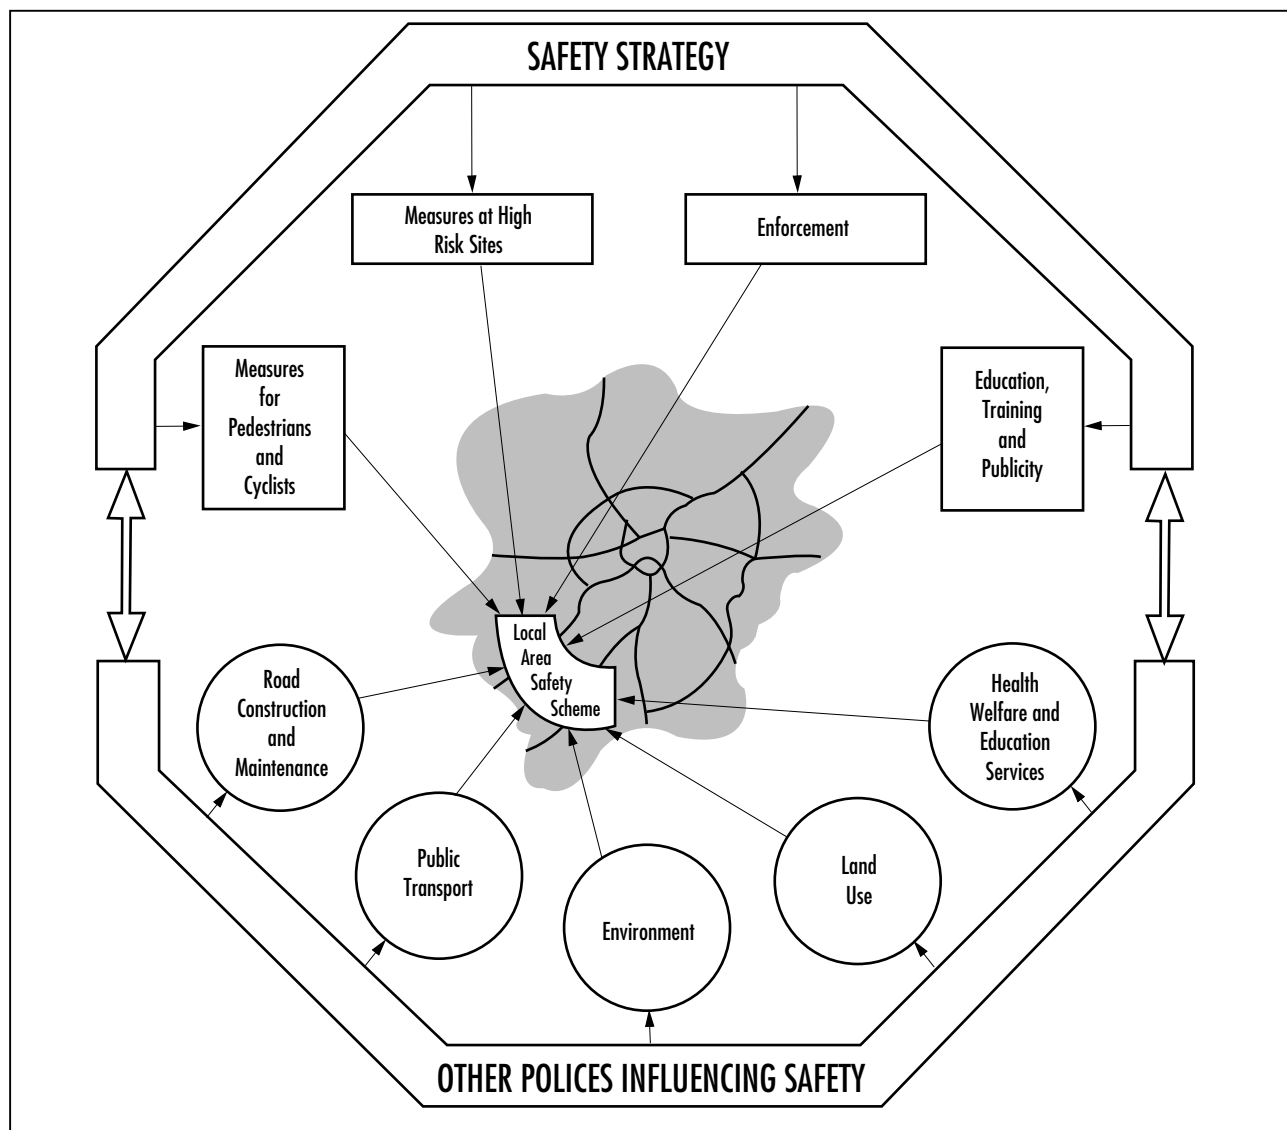 SAFETY STRATEGY
Measures at High
Risk Sites
Enforcement
Measures
for
Pedestrians
and
Cyclists
Education,
Training
and
Publicity
Local
Area
Safety
Scheme
Road
Construction
and
Maintenance
Health
Welfare and
Education
Services
Public
Transport
Land
Use
Environment
OTHER POLICES INFLUENCING SAFETY